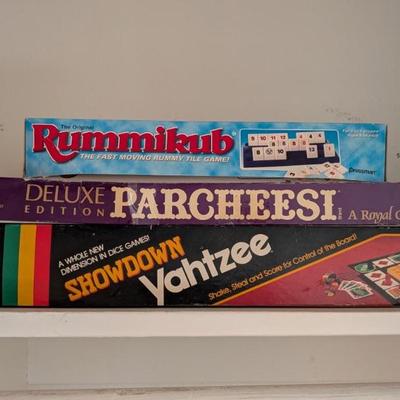 The Original
Rummikub
THE FAST MOVING RUMMY TILE GAME!
Pressman
DELUXE
EDITION
PARCHEESI
A Royal
A WHOLE NEW
DIMENSION IN DICE GAMES!
SHOWDOWN
Yahtzee
Shake, Steal and Score for Control of the Board!